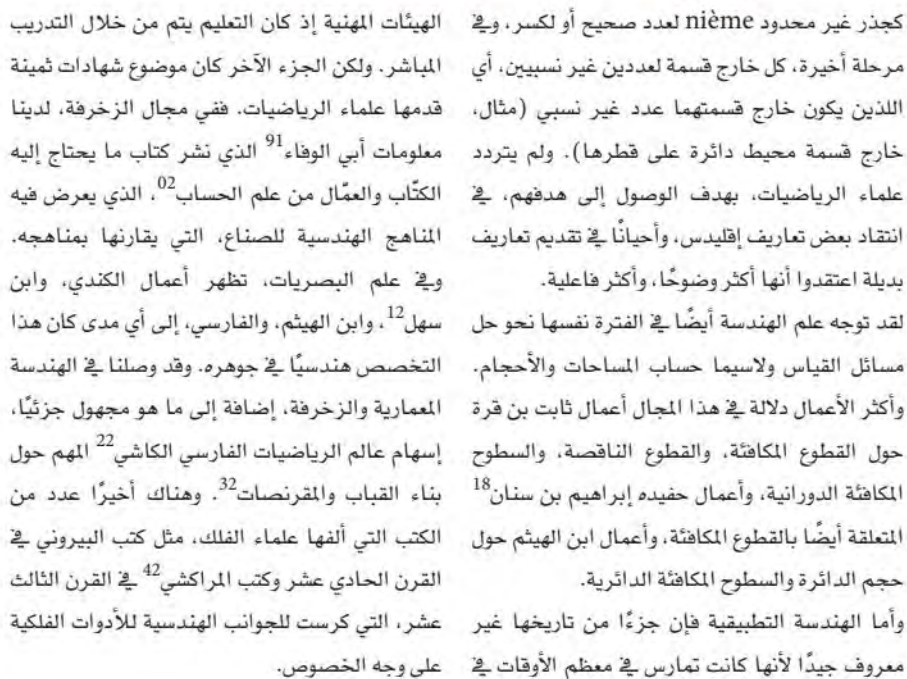 كجذر غير محدود nième لعدد صحيح أو لكسر، وفي
مرحلة أخيرة، كل خارج قسمة لعددين غير نسبيين، أي
اللذين يكون خارج قسمتهما عدد غير نسبي (مثال،
خارج قسمة محيط دائرة على قطرها). ولم يتردد
علماء الرياضيات، بهدف الوصول إلى هدفهم، في
انتقاد بعض تعاريف إقليدس، وأحيانًا في تقديم تعاريف
بديلة اعتقدوا أنها أكثر وضوحًا، وأكثر فاعلية.
لقد توجه علم الهندسة أيضًا في الفترة نفسها نحو حل
مسائل القياس ولاسيما حساب المساحات والأحجام.
وأكثر الأعمال دلالة في هذا المجال أعمال ثابت بن قرة
حول القطوع المكافئة، والقطوع الناقصة، والسطوح
المكافئة الدورانية، وأعمال حفيده إبراهيم بن سنان18
المتعلقة أيضًا بالقطوع المكافئة، وأعمال ابن الهيثم حول
حجم الدائرة والسطوح المكافئة الدائرية.
وأما الهندسة التطبيقية فإن جزءًا من تاريخها غير
معروف جيدًا لأنها كانت تمارس في معظم الأوقات في
الهيئات المهنية إذ كان التعليم يتم من خلال التدريب
المباشر. ولكن الجزء الآخر كان موضوع شهادات ثمينة
قدمها علماء الرياضيات. ففي مجال الزخرفة، لدينا
معلومات أبي الوفاء91 الذي نشر كتاب ما يحتاج إليه
الكتّاب والعمّال من علم الحساب02، الذي يعرض فيه
المناهج الهندسية للصناع، التي يقارنها بمناهجه.
وفي علم البصريات، تظهر أعمال الكندي، وابن
سهل12، وابن الهيثم، والفارسي، إلى أي مدى كان هذا
التخصص هندسيًا في جوهره. وقد وصلنا في الهندسة
المعمارية والزخرفة، إضافة إلى ما هو مجهول جزئيًا،
إسهام عالم الرياضيات الفارسي الكاشي22 المهم حول
بناء القباب والمقرنصات32. وهناك أخيرًا عدد من
الكتب التي ألفها علماء الفلك، مثل كتب البيروني في
القرن الحادي عشر وكتب المراكشي42 في القرن الثالث
عشر، التي كرست للجوانب الهندسية للأدوات الفلكية
على وجه الخصوص.